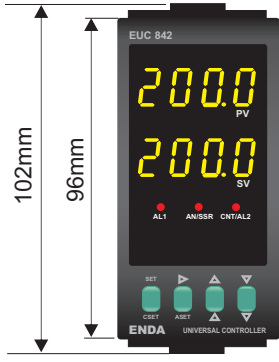 EUC 842
200.0
PV
200.0
SV
AL1 AN/SSR CNT/AL2
SET
CSET ASET
ENDA UNIVERSAL CONTROLLER
102mm
96mm